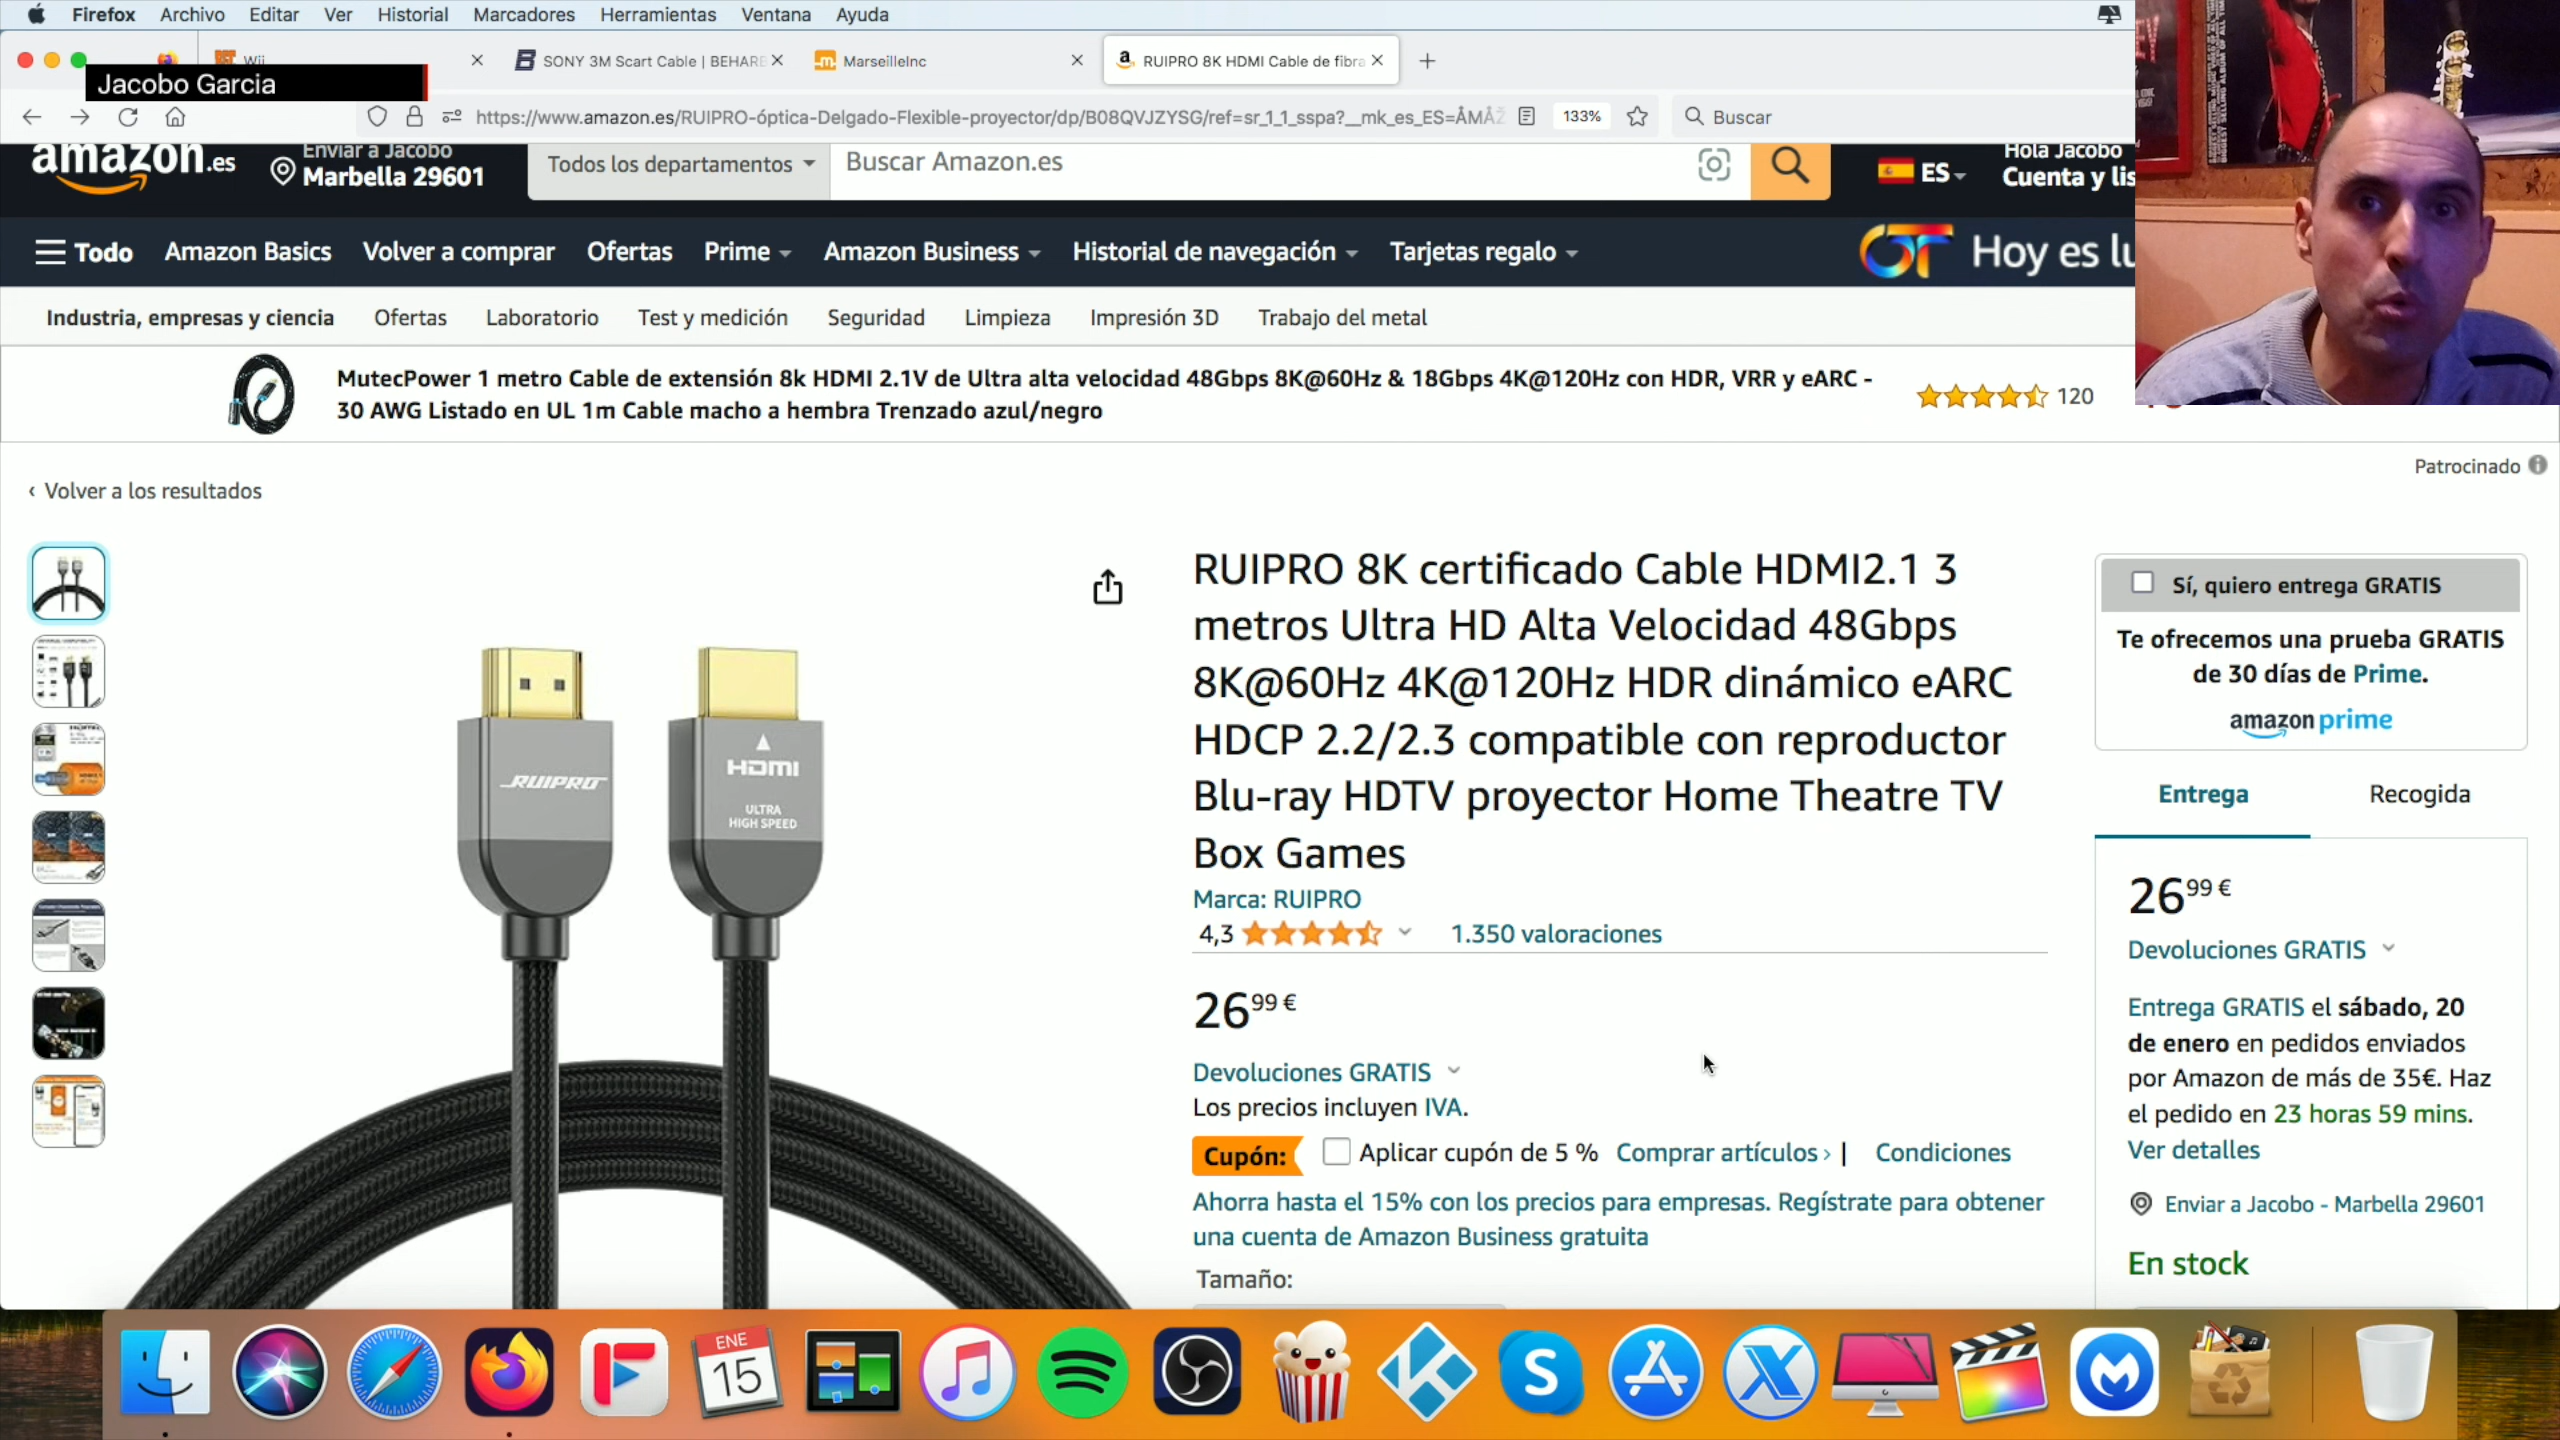 Firefox Archivo Editar Ver Historial Marcadores Herramientas Ventana Ayuda
Wii
SONY 3M Scart Cable | BEHARB
MarseilleInc
RUIPRO 8K HDMI Cable de fibra
Jacobo Garcia
https://www.amazon.es/RUIPRO-óptica-Delgado-Flexible-proyector/dp/B08QVJZYSG/ref=sr_1_1_sspa?__mk_es_ES=ÅMÅŽ
133%
Buscar
amazon.es
Enviar a Jacobo
Marbella 29601
Todos los departamentos
Buscar Amazon.es
ES
Hola Jacobo
Cuenta y lis
Todo Amazon Basics Volver a comprar Ofertas Prime Amazon Business Historial de navegación Tarjetas regalo
OT Hoy es lu
Industria, empresas y ciencia Ofertas Laboratorio Test y medición Seguridad Limpieza Impresión 3D Trabajo del metal
MutecPower 1 metro Cable de extensión 8k HDMI 2.1V de Ultra alta velocidad 48Gbps 8K@60Hz & 18Gbps 4K@120Hz con HDR, VRR y eARC -
30 AWG Listado en UL 1m Cable macho a hembra Trenzado azul/negro
120
Patrocinado
‹ Volver a los resultados
RUIPRO
HDMI
ULTRA
HIGH SPEED
RUIPRO 8K certificado Cable HDMI2.1 3
metros Ultra HD Alta Velocidad 48Gbps
8K@60Hz 4K@120Hz HDR dinámico eARC
HDCP 2.2/2.3 compatible con reproductor
Blu-ray HDTV proyector Home Theatre TV
Box Games
Marca: RUIPRO
4,3
1.350 valoraciones
26 99 €
Devoluciones GRATIS
Los precios incluyen IVA.
Cupón: Aplicar cupón de 5 % Comprar artículos › | Condiciones
Ahorra hasta el 15% con los precios para empresas. Regístrate para obtener
una cuenta de Amazon Business gratuita
Tamaño:
Sí, quiero entrega GRATIS
Te ofrecemos una prueba GRATIS
de 30 días de Prime.
amazon prime
Entrega Recogida
26 99 €
Devoluciones GRATIS
Entrega GRATIS el sábado, 20
de enero en pedidos enviados
por Amazon de más de 35€. Haz
el pedido en 23 horas 59 mins.
Ver detalles
Enviar a Jacobo - Marbella 29601
En stock
ENE
15